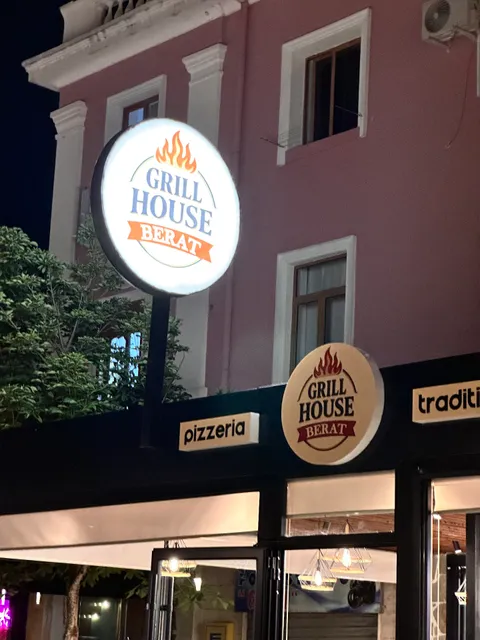 GRILL
HOUSE
BERAT
pizzeria
GRILL
HOUSE
BERAT
traditi